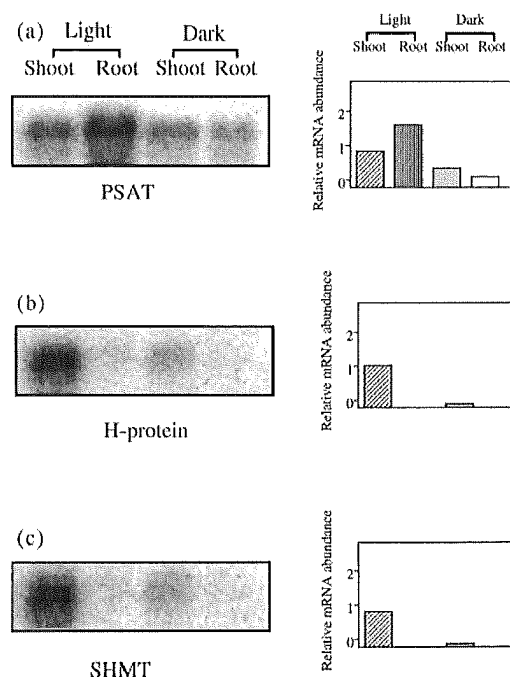 (a)
Light Dark
Shoot Root Shoot Root
PSAT
Light Dark
Shoot Root Shoot Root
Relative mRNA abundance
2
1
0
(b)
H-protein
Relative mRNA abundance
2
1
0
(c)
SHMT
Relative mRNA abundance
2
1
0